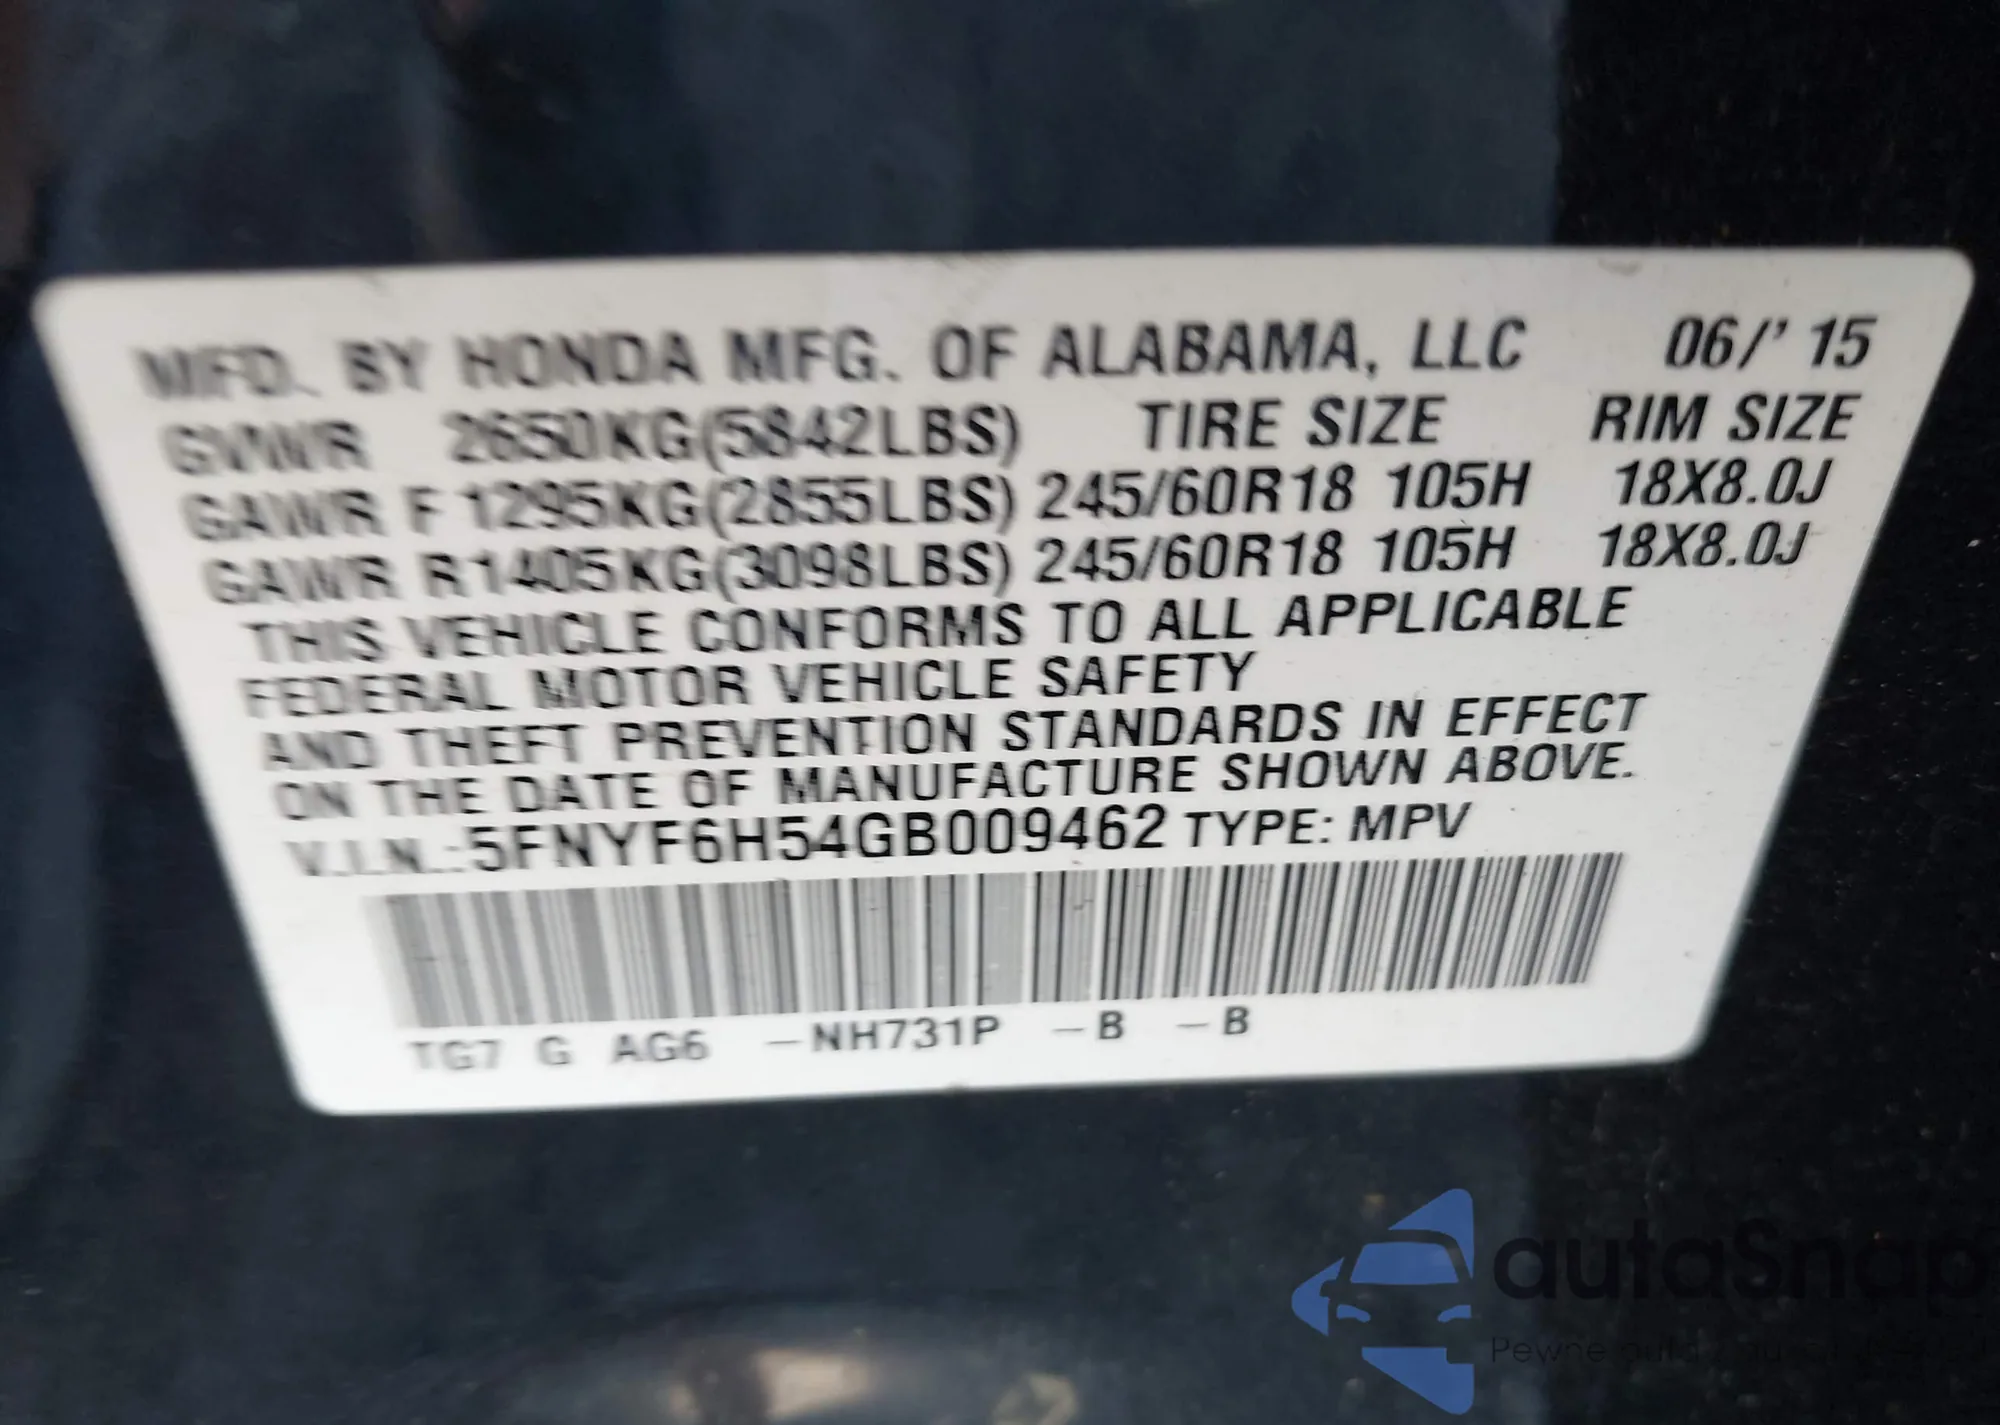 MFD. BY HONDA MFG. OF ALABAMA, LLC 06/' 15
GVWR 2650KG(5842LBS) TIRE SIZE RIM SIZE
GAWR F 1295KG(2855LBS) 245/60R18 105H 18X8.0J
GAWR R1405KG(3098LBS) 245/60R18 105H 18X8.0J
THIS VEHICLE CONFORMS TO ALL APPLICABLE
FEDERAL MOTOR VEHICLE SAFETY
AND THEFT PREVENTION STANDARDS IN EFFECT
ON THE DATE OF MANUFACTURE SHOWN ABOVE.
V.I.N.:5FNYF6H54GB009462 TYPE: MPV
TG7 G AG6 -NH731P -B -B
autaSnap
Pewne auta z